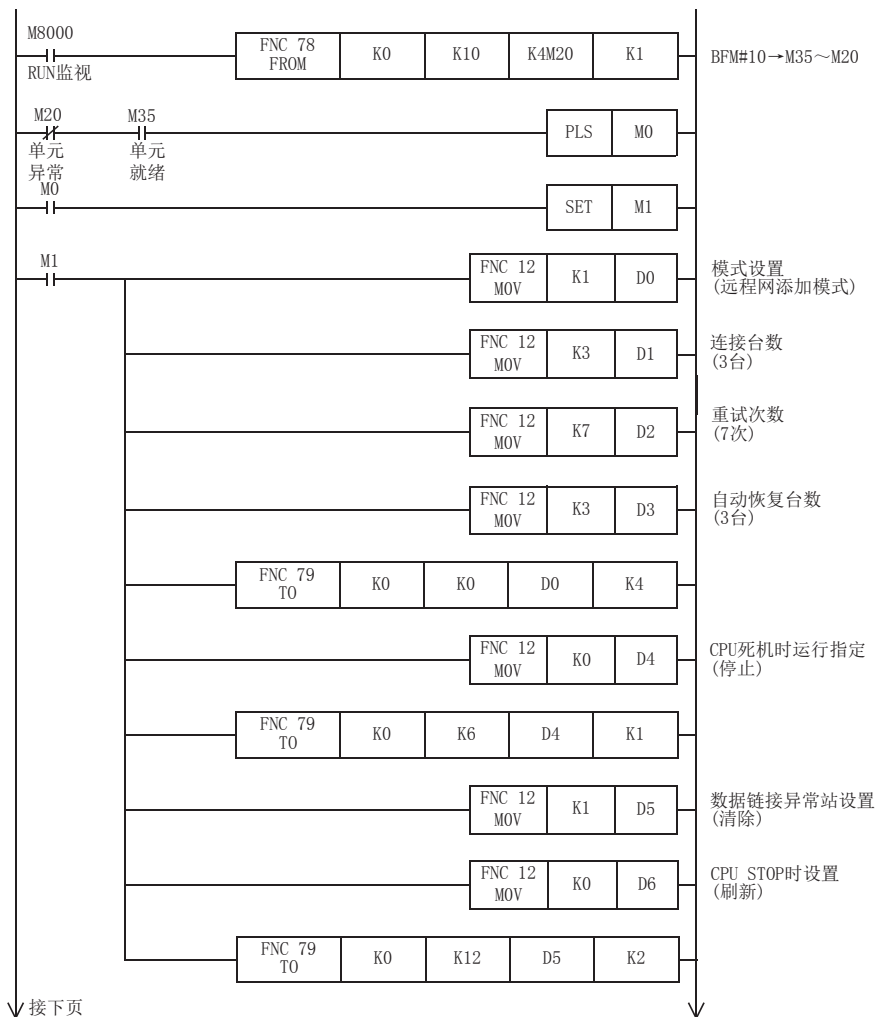 M8000
RUN监视
FNC 78
FROM
K0
K10
K4M20
K1
BFM#10→M35～M20
M20
单元
异常
M35
单元
就绪
PLS
M0
M0
SET
M1
M1
FNC 12
MOV
K1
D0
模式设置
(远程网添加模式)
FNC 12
MOV
K3
D1
连接台数
(3台)
FNC 12
MOV
K7
D2
重试次数
(7次)
FNC 12
MOV
K3
D3
自动恢复台数
(3台)
FNC 79
TO
K0
K0
D0
K4
FNC 12
MOV
K0
D4
CPU死机时运行指定
(停止)
FNC 79
TO
K0
K6
D4
K1
FNC 12
MOV
K1
D5
数据链接异常站设置
(清除)
FNC 12
MOV
K0
D6
CPU STOP时设置
(刷新)
FNC 79
TO
K0
K12
D5
K2
接下页